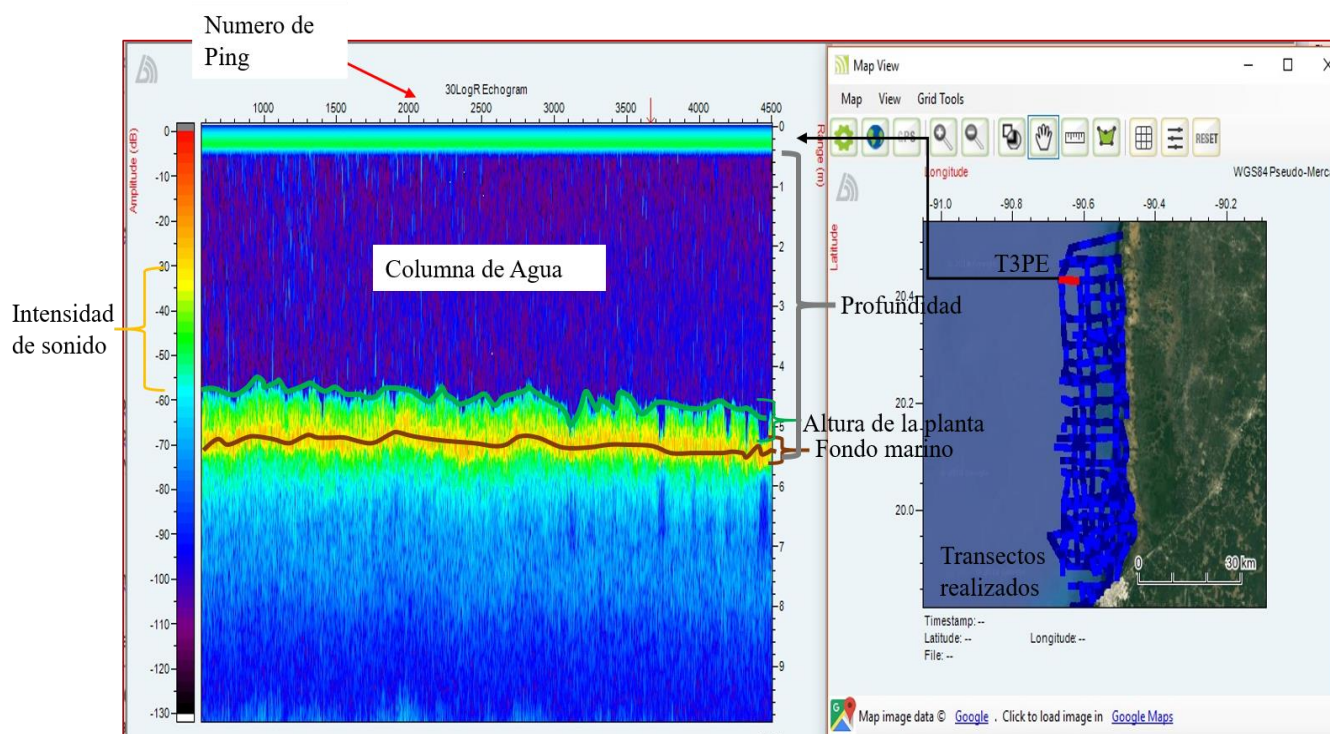 Numero de
Ping
30LogR Echogram
1000 1500 2000 2500 3000 3500 4000 4500
Amplitude (dB)
0
-10
-20
-30
-40
-50
-60
-70
-80
-90
-100
-110
-120
-130
Range (m)
0
1
2
3
4
5
6
7
8
9
Columna de Agua
Intensidad
de sonido
Profundidad
Altura de la planta
Fondo marino
Map View
Map View Grid Tools
GPS
RESET
Longitude
WGS84 Pseudo-Merca
-91.0 -90.8 -90.6 -90.4 -90.2
Latitude
20.4
20.2
20.0
T3PE
Transectos
realizados
0 30 km
Timestamp: --
Latitude: -- Longitude: --
File: --
Map image data © Google . Click to load image in Google Maps